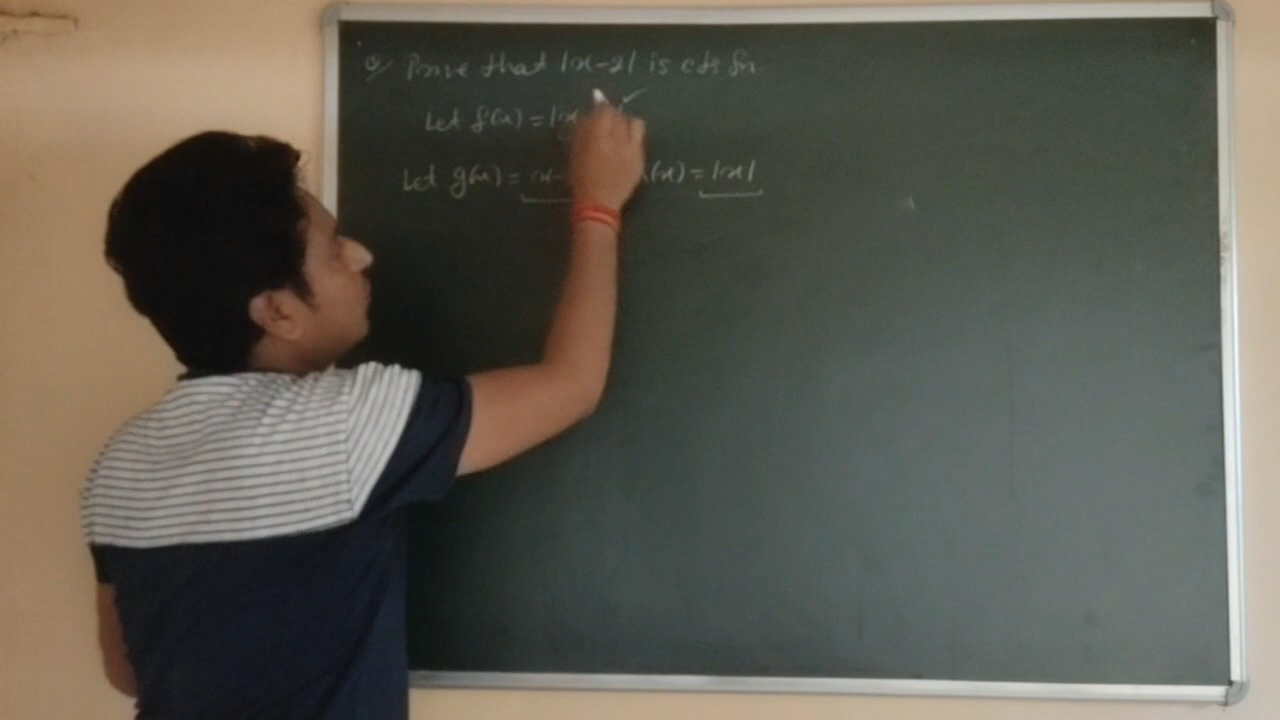 Q/ Prove that |x-2| is cts fn.
Let f(x) = |x
Let g(x) = x- (x) = |x|